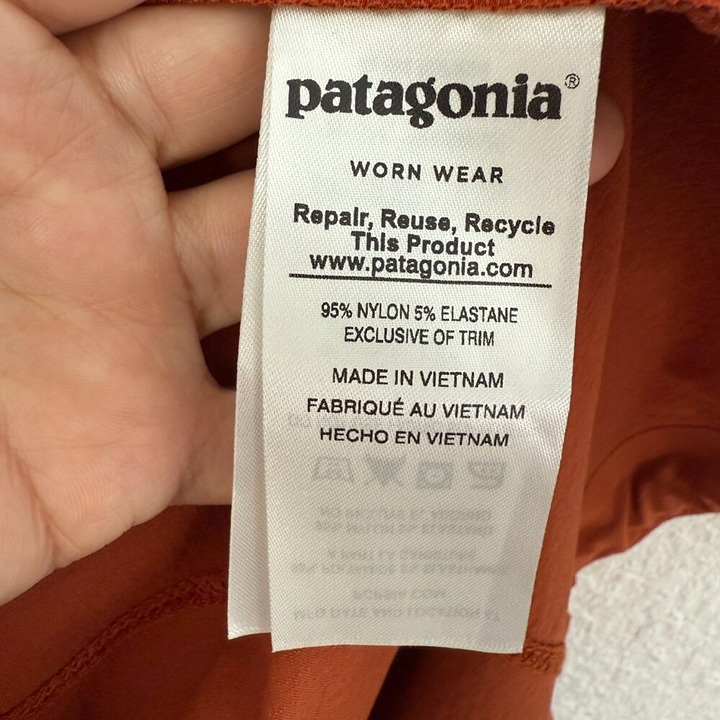 patagonia®
WORN WEAR
Repair, Reuse, Recycle
This Product
www.patagonia.com
95% NYLON 5% ELASTANE
EXCLUSIVE OF TRIM
MADE IN VIETNAM
FABRIQUÉ AU VIETNAM
HECHO EN VIETNAM